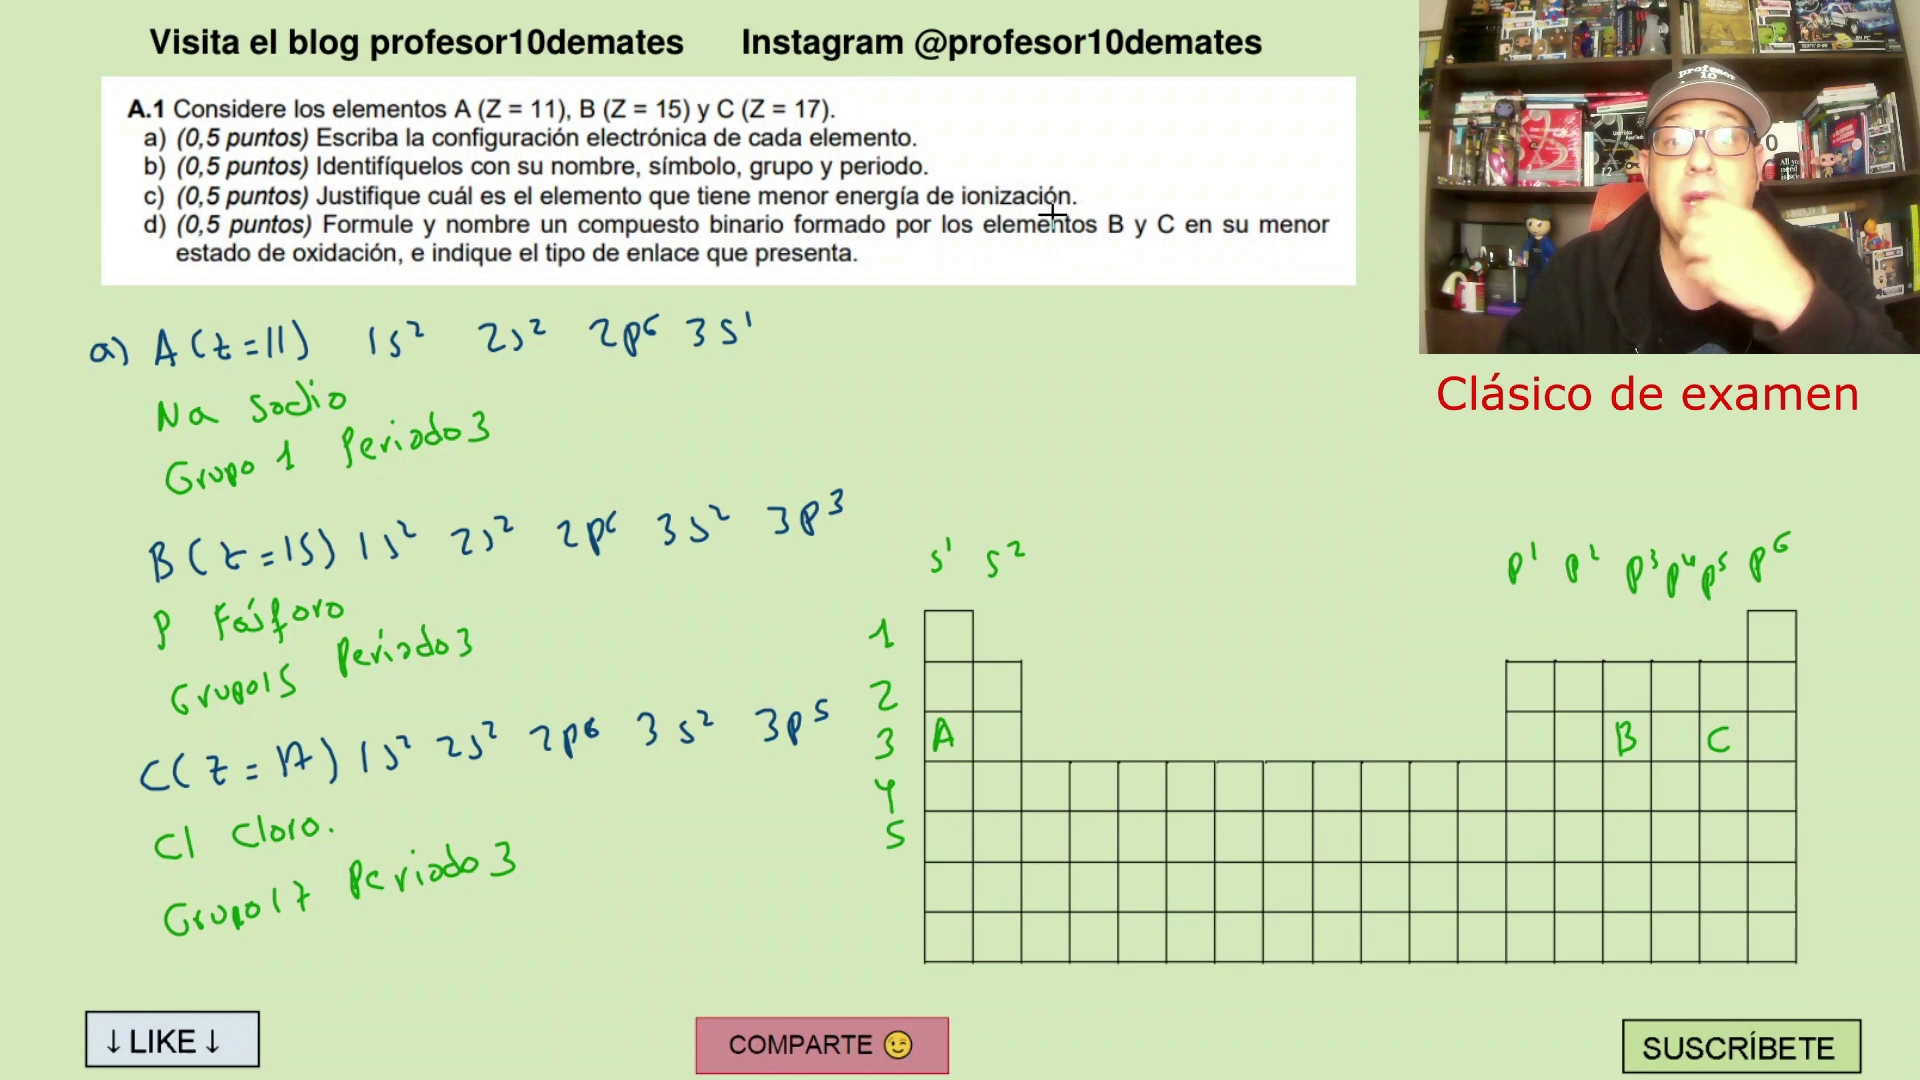 Visita el blog profesor10demates Instagram @profesor10demates
A.1 Considere los elementos A (Z = 11), B (Z = 15) y C (Z = 17).
a) (0,5 puntos) Escriba la configuración electrónica de cada elemento.
b) (0,5 puntos) Identifíquelos con su nombre, símbolo, grupo y periodo.
c) (0,5 puntos) Justifique cuál es el elemento que tiene menor energía de ionización.
d) (0,5 puntos) Formule y nombre un compuesto binario formado por los elementos B y C en su menor
estado de oxidación, e indique el tipo de enlace que presenta.
profesor
10
Clásico de examen
a) A (z=11) 1s² 2s² 2p⁶ 3s¹
Na Sodio
Grupo 1 Periodo 3
B (z=15) 1s² 2s² 2p⁶ 3s² 3p³
P Fósforo
Grupo 15 Periodo 3
C (z=17) 1s² 2s² 2p⁶ 3s² 3p⁵
Cl Cloro.
Grupo 17 Periodo 3
s¹ s² p¹ p² p³ p⁴ p⁵ p⁶
1
2
3 A B C
4
5
↓ LIKE ↓
COMPARTE 😉
SUSCRÍBETE